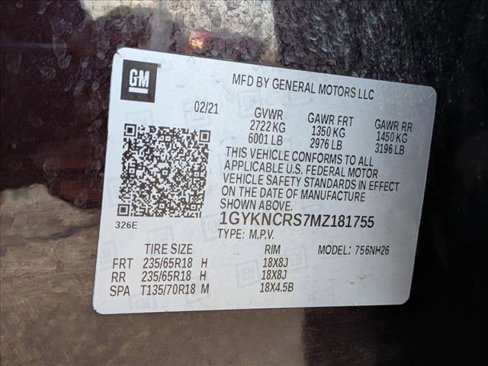 GM
MFD BY GENERAL MOTORS LLC
02/21
GVWR GAWR FRT GAWR RR
2722 KG 1350 KG 1450 KG
6001 LB 2976 LB 3196 LB
THIS VEHICLE CONFORMS TO ALL
APPLICABLE U.S. FEDERAL MOTOR
VEHICLE SAFETY STANDARDS IN EFFECT
ON THE DATE OF MANUFACTURE
SHOWN ABOVE.
326E
1GYKNCRS7MZ181755
TYPE: M.P.V.
MODEL: 756NH26
TIRE SIZE RIM
FRT 235/65R18 H 18X8J
RR 235/65R18 H 18X8J
SPA T135/70R18 M 18X4.5B